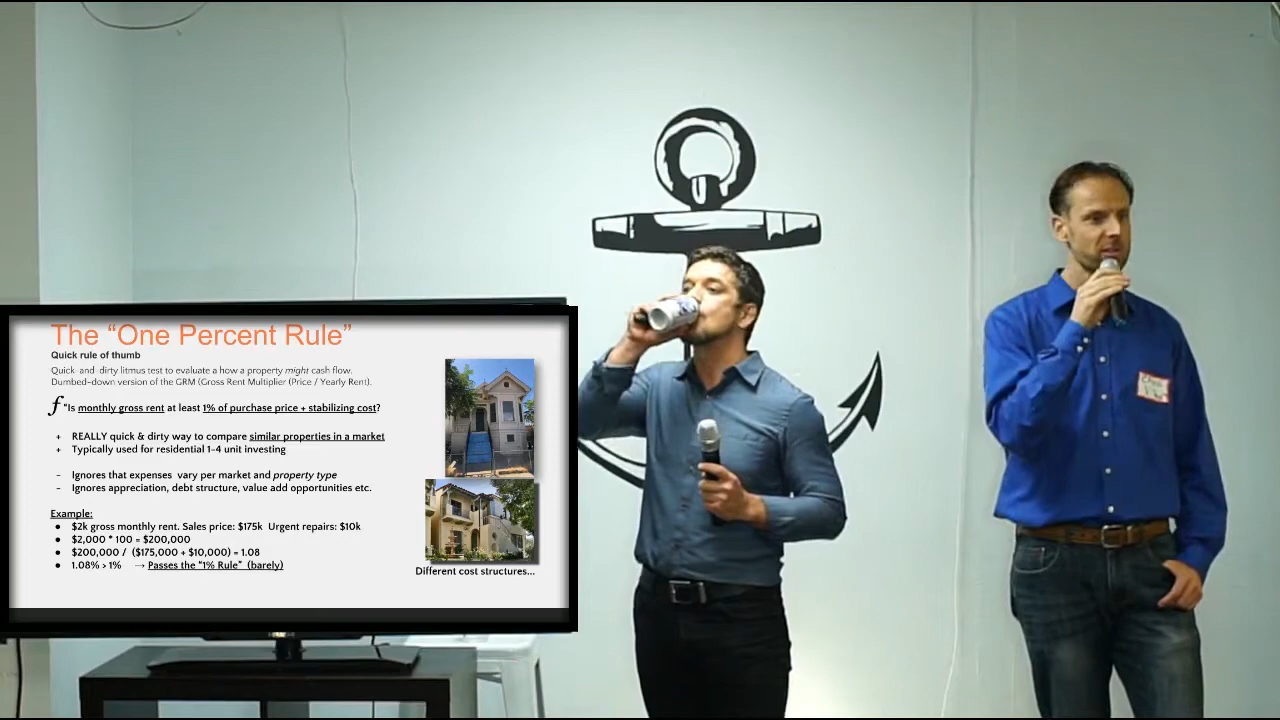 The “One Percent Rule”
Quick rule of thumb
Quick-and-dirty litmus test to evaluate a how a property might cash flow.
Dumbed-down version of the GRM (Gross Rent Multiplier (Price / Yearly Rent).
f "Is monthly gross rent at least 1% of purchase price + stabilizing cost?
+ REALLY quick & dirty way to compare similar properties in a market
+ Typically used for residential 1-4 unit investing
- Ignores that expenses vary per market and property type
- Ignores appreciation, debt structure, value add opportunities etc.
Example:
● $2k gross monthly rent. Sales price: $175k Urgent repairs: $10k
● $2,000 * 100 = $200,000
● $200,000 / ($175,000 + $10,000) = 1.08
● 1.08% > 1% → Passes the "1% Rule" (barely)
Different cost structures...